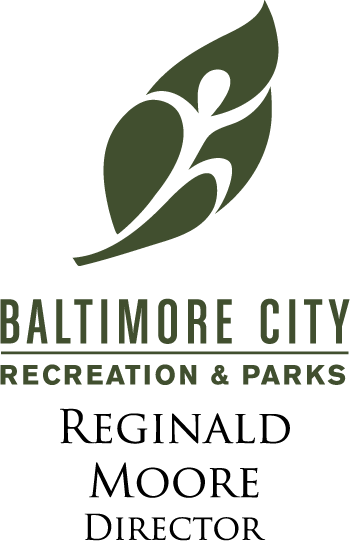 BALTIMORE CITY
RECREATION & PARKS
REGINALD
MOORE
DIRECTOR